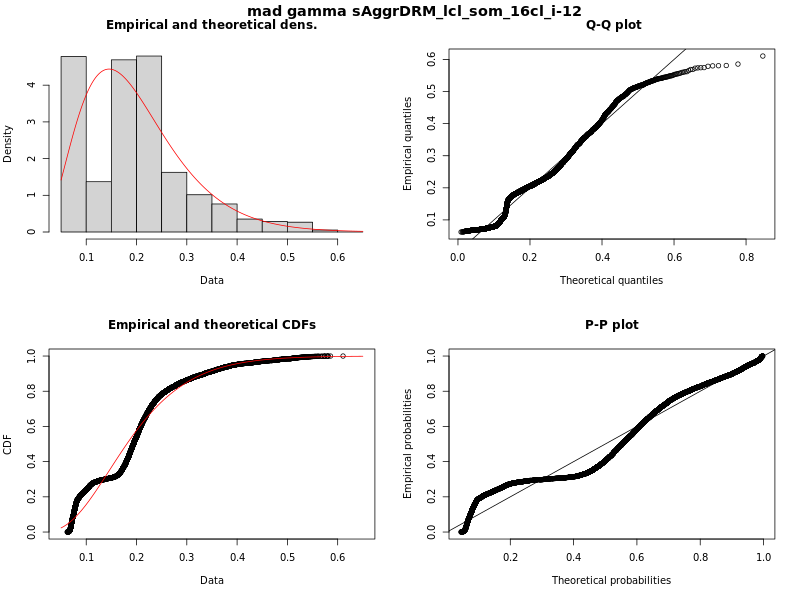 mad gamma sAggrDRM_lcl_som_16cl_i-12
Empirical and theoretical dens.
Density
0 1 2 3 4
0.1 0.2 0.3 0.4 0.5 0.6
Data
Q-Q plot
Empirical quantiles
0.1 0.2 0.3 0.4 0.5 0.6
0.0 0.2 0.4 0.6 0.8
Theoretical quantiles
Empirical and theoretical CDFs
CDF
0.0 0.2 0.4 0.6 0.8 1.0
0.1 0.2 0.3 0.4 0.5 0.6
Data
P-P plot
Empirical probabilities
0.0 0.2 0.4 0.6 0.8 1.0
0.2 0.4 0.6 0.8 1.0
Theoretical probabilities